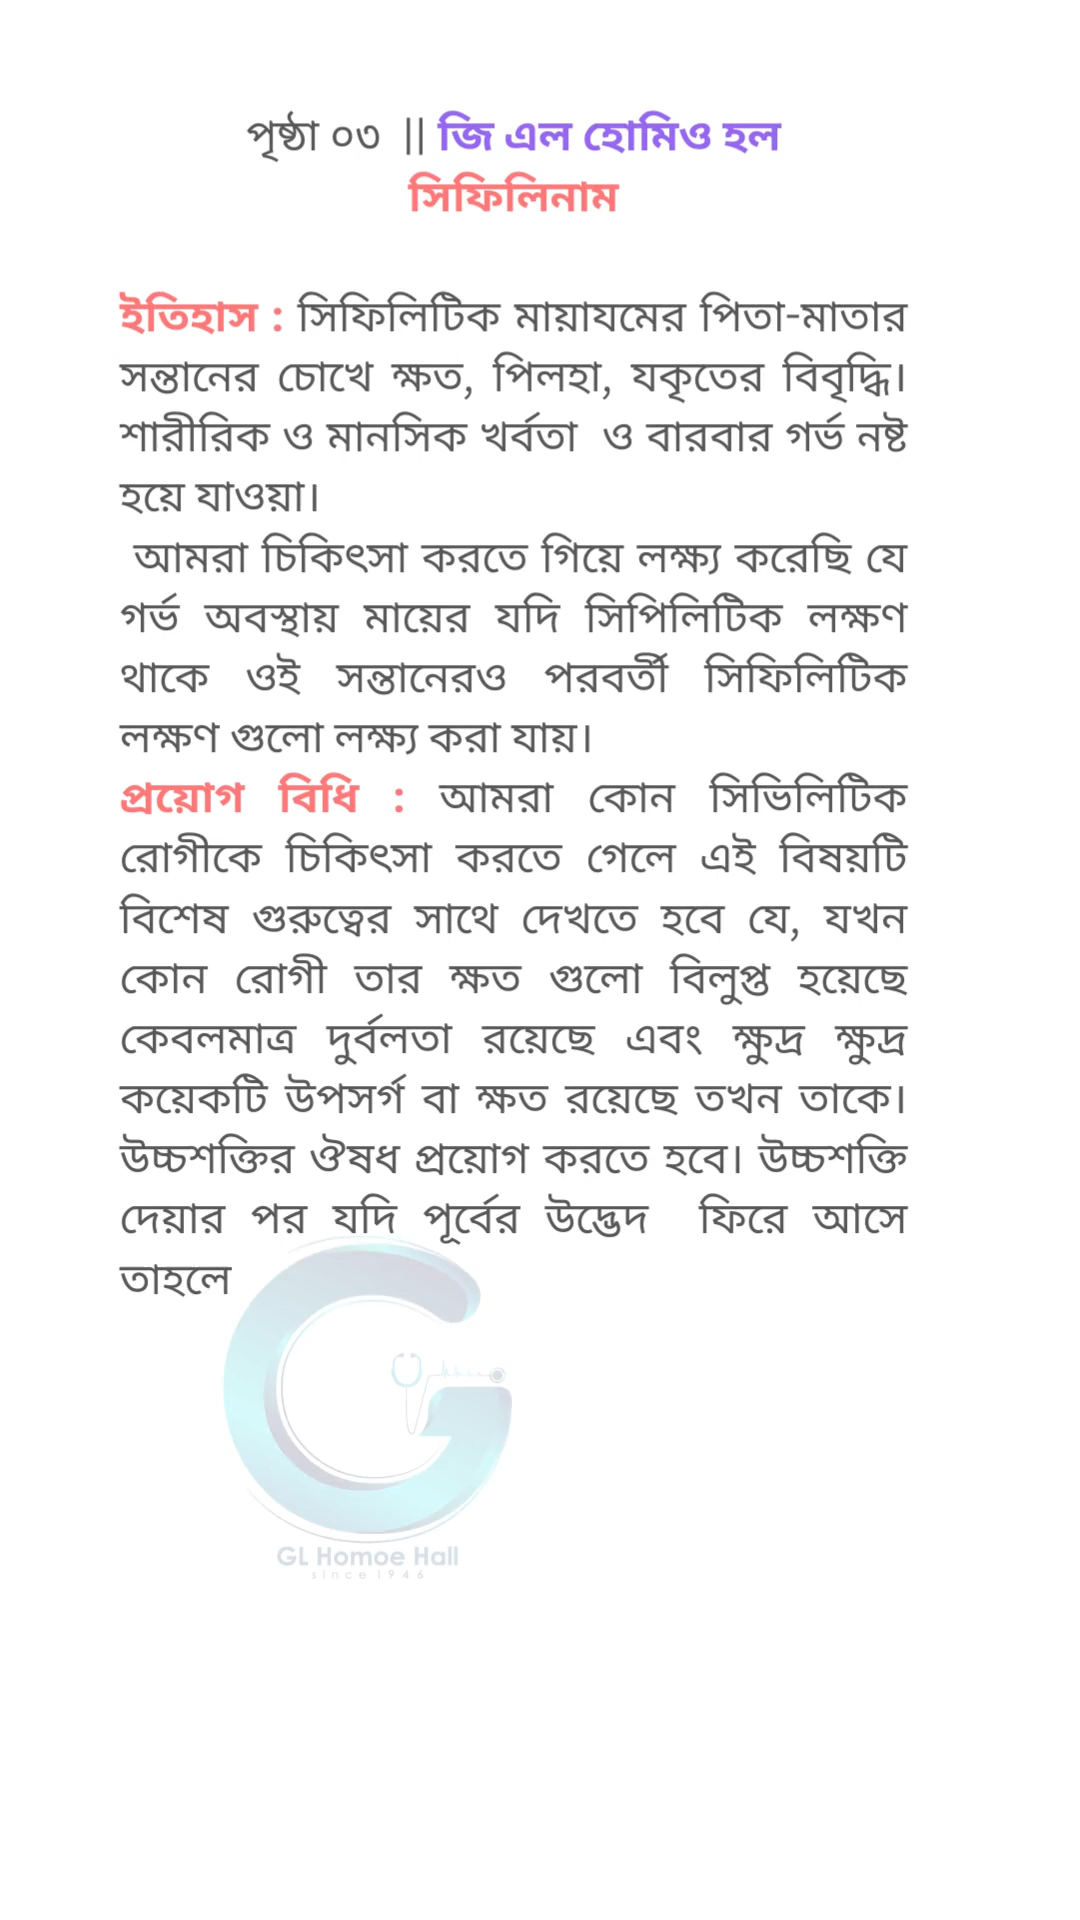 পৃষ্ঠা ০৩ || জি এল হোমিও হল
সিফিলিনাম
ইতিহাস : সিফিলিটিক মায়াযমের পিতা-মাতার
সন্তানের চোখে ক্ষত, পিলহা, যকৃতের বিবৃদ্ধি।
শারীরিক ও মানসিক খর্বতা ও বারবার গর্ভ নষ্ট
হয়ে যাওয়া।
আমরা চিকিৎসা করতে গিয়ে লক্ষ্য করেছি যে
গর্ভ অবস্থায় মায়ের যদি সিপিলিটিক লক্ষণ
থাকে ওই সন্তানেরও পরবর্তী সিফিলিটিক
লক্ষণ গুলো লক্ষ্য করা যায়।
প্রয়োগ বিধি : আমরা কোন সিভিলিটিক
রোগীকে চিকিৎসা করতে গেলে এই বিষয়টি
বিশেষ গুরুত্বের সাথে দেখতে হবে যে, যখন
কোন রোগী তার ক্ষত গুলো বিলুপ্ত হয়েছে
কেবলমাত্র দুর্বলতা রয়েছে এবং ক্ষুদ্র ক্ষুদ্র
কয়েকটি উপসর্গ বা ক্ষত রয়েছে তখন তাকে।
উচ্চশক্তির ঔষধ প্রয়োগ করতে হবে। উচ্চশক্তি
দেয়ার পর যদি পূর্বের উদ্ভেদ ফিরে আসে
তাহলে
GL Homoe Hall
since 1946